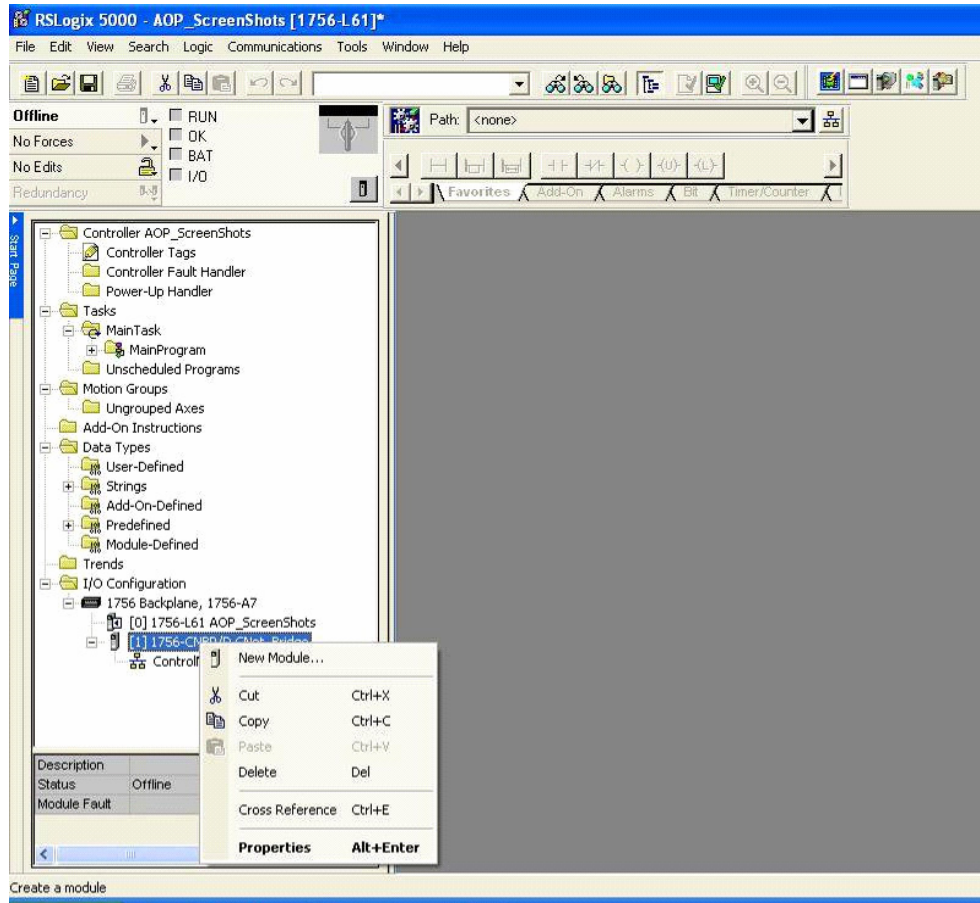 RSLogix 5000 - AOP_ScreenShots [1756-L61]*
File Edit View Search Logic Communications Tools Window Help
Offline
RUN
Path: <none>
No Forces
OK
No Edits
BAT
I/O
Redundancy
Favorites Add-On Alarms Bit Timer/Counter
Start Page
Controller AOP_ScreenShots
Controller Tags
Controller Fault Handler
Power-Up Handler
Tasks
MainTask
MainProgram
Unscheduled Programs
Motion Groups
Ungrouped Axes
Add-On Instructions
Data Types
User-Defined
Strings
Add-On-Defined
Predefined
Module-Defined
Trends
I/O Configuration
1756 Backplane, 1756-A7
[0] 1756-L61 AOP_ScreenShots
[1] 1756-CNBR/D CNet_Bridge
New Module...
Cut Ctrl+X
Copy Ctrl+C
Paste Ctrl+V
Delete Del
Cross Reference Ctrl+E
Properties Alt+Enter
Description
Status Offline
Module Fault
Create a module